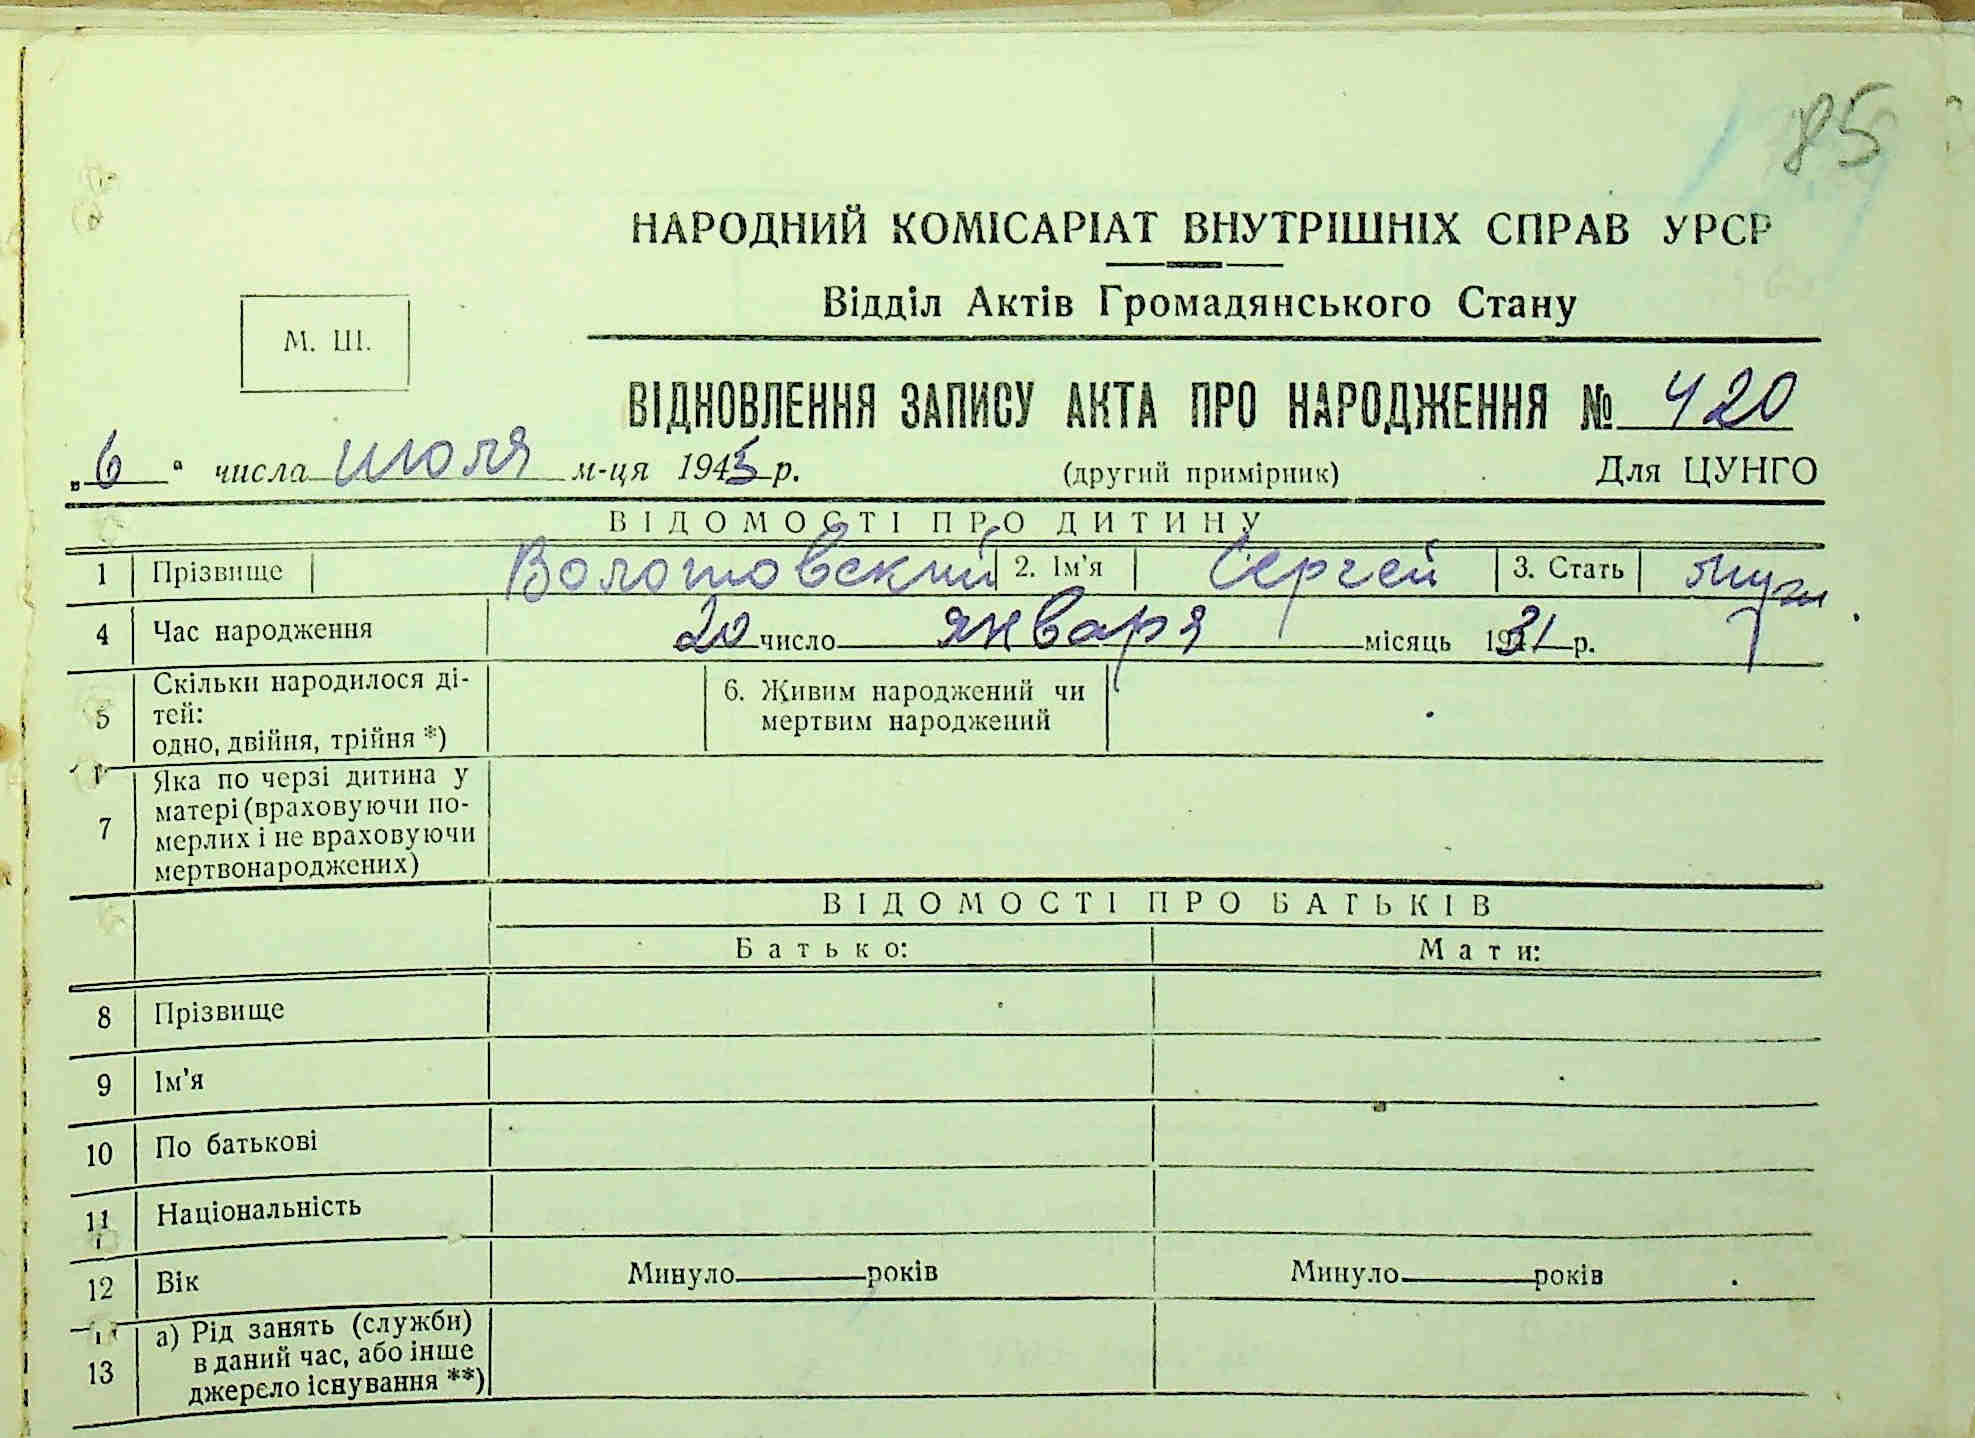 85
НАРОДНИЙ КОМІСАРІАТ ВНУТРІШНІХ СПРАВ УРСР
Відділ Актів Громадянського Стану
М. Ш.
ВІДНОВЛЕННЯ ЗАПИСУ АКТА ПРО НАРОДЖЕННЯ № 420
„6" числа июля м-ця 1945 р. (другий примірник) Для ЦУНГО
ВІДОМОСТІ ПРО ДИТИНУ
1 Прізвище Волошовский 2. Ім'я Сергей 3. Стать муж
4 Час народження 20 число января місяць 1931 р.
5 Скільки народилося ді-
тей:
одно, двійня, трійня *)
6. Живим народжений чи
мертвим народжений
7 Яка по черзі дитина у
матері (враховуючи по-
мерлих і не враховуючи
мертвонароджених)
ВІДОМОСТІ ПРО БАТЬКІВ
Батько: Мати:
8 Прізвище
9 Ім'я
10 По батькові
11 Національність
12 Вік Минуло років Минуло років
13 а) Рід занять (служби)
в даний час, або інше
джерело існування **)